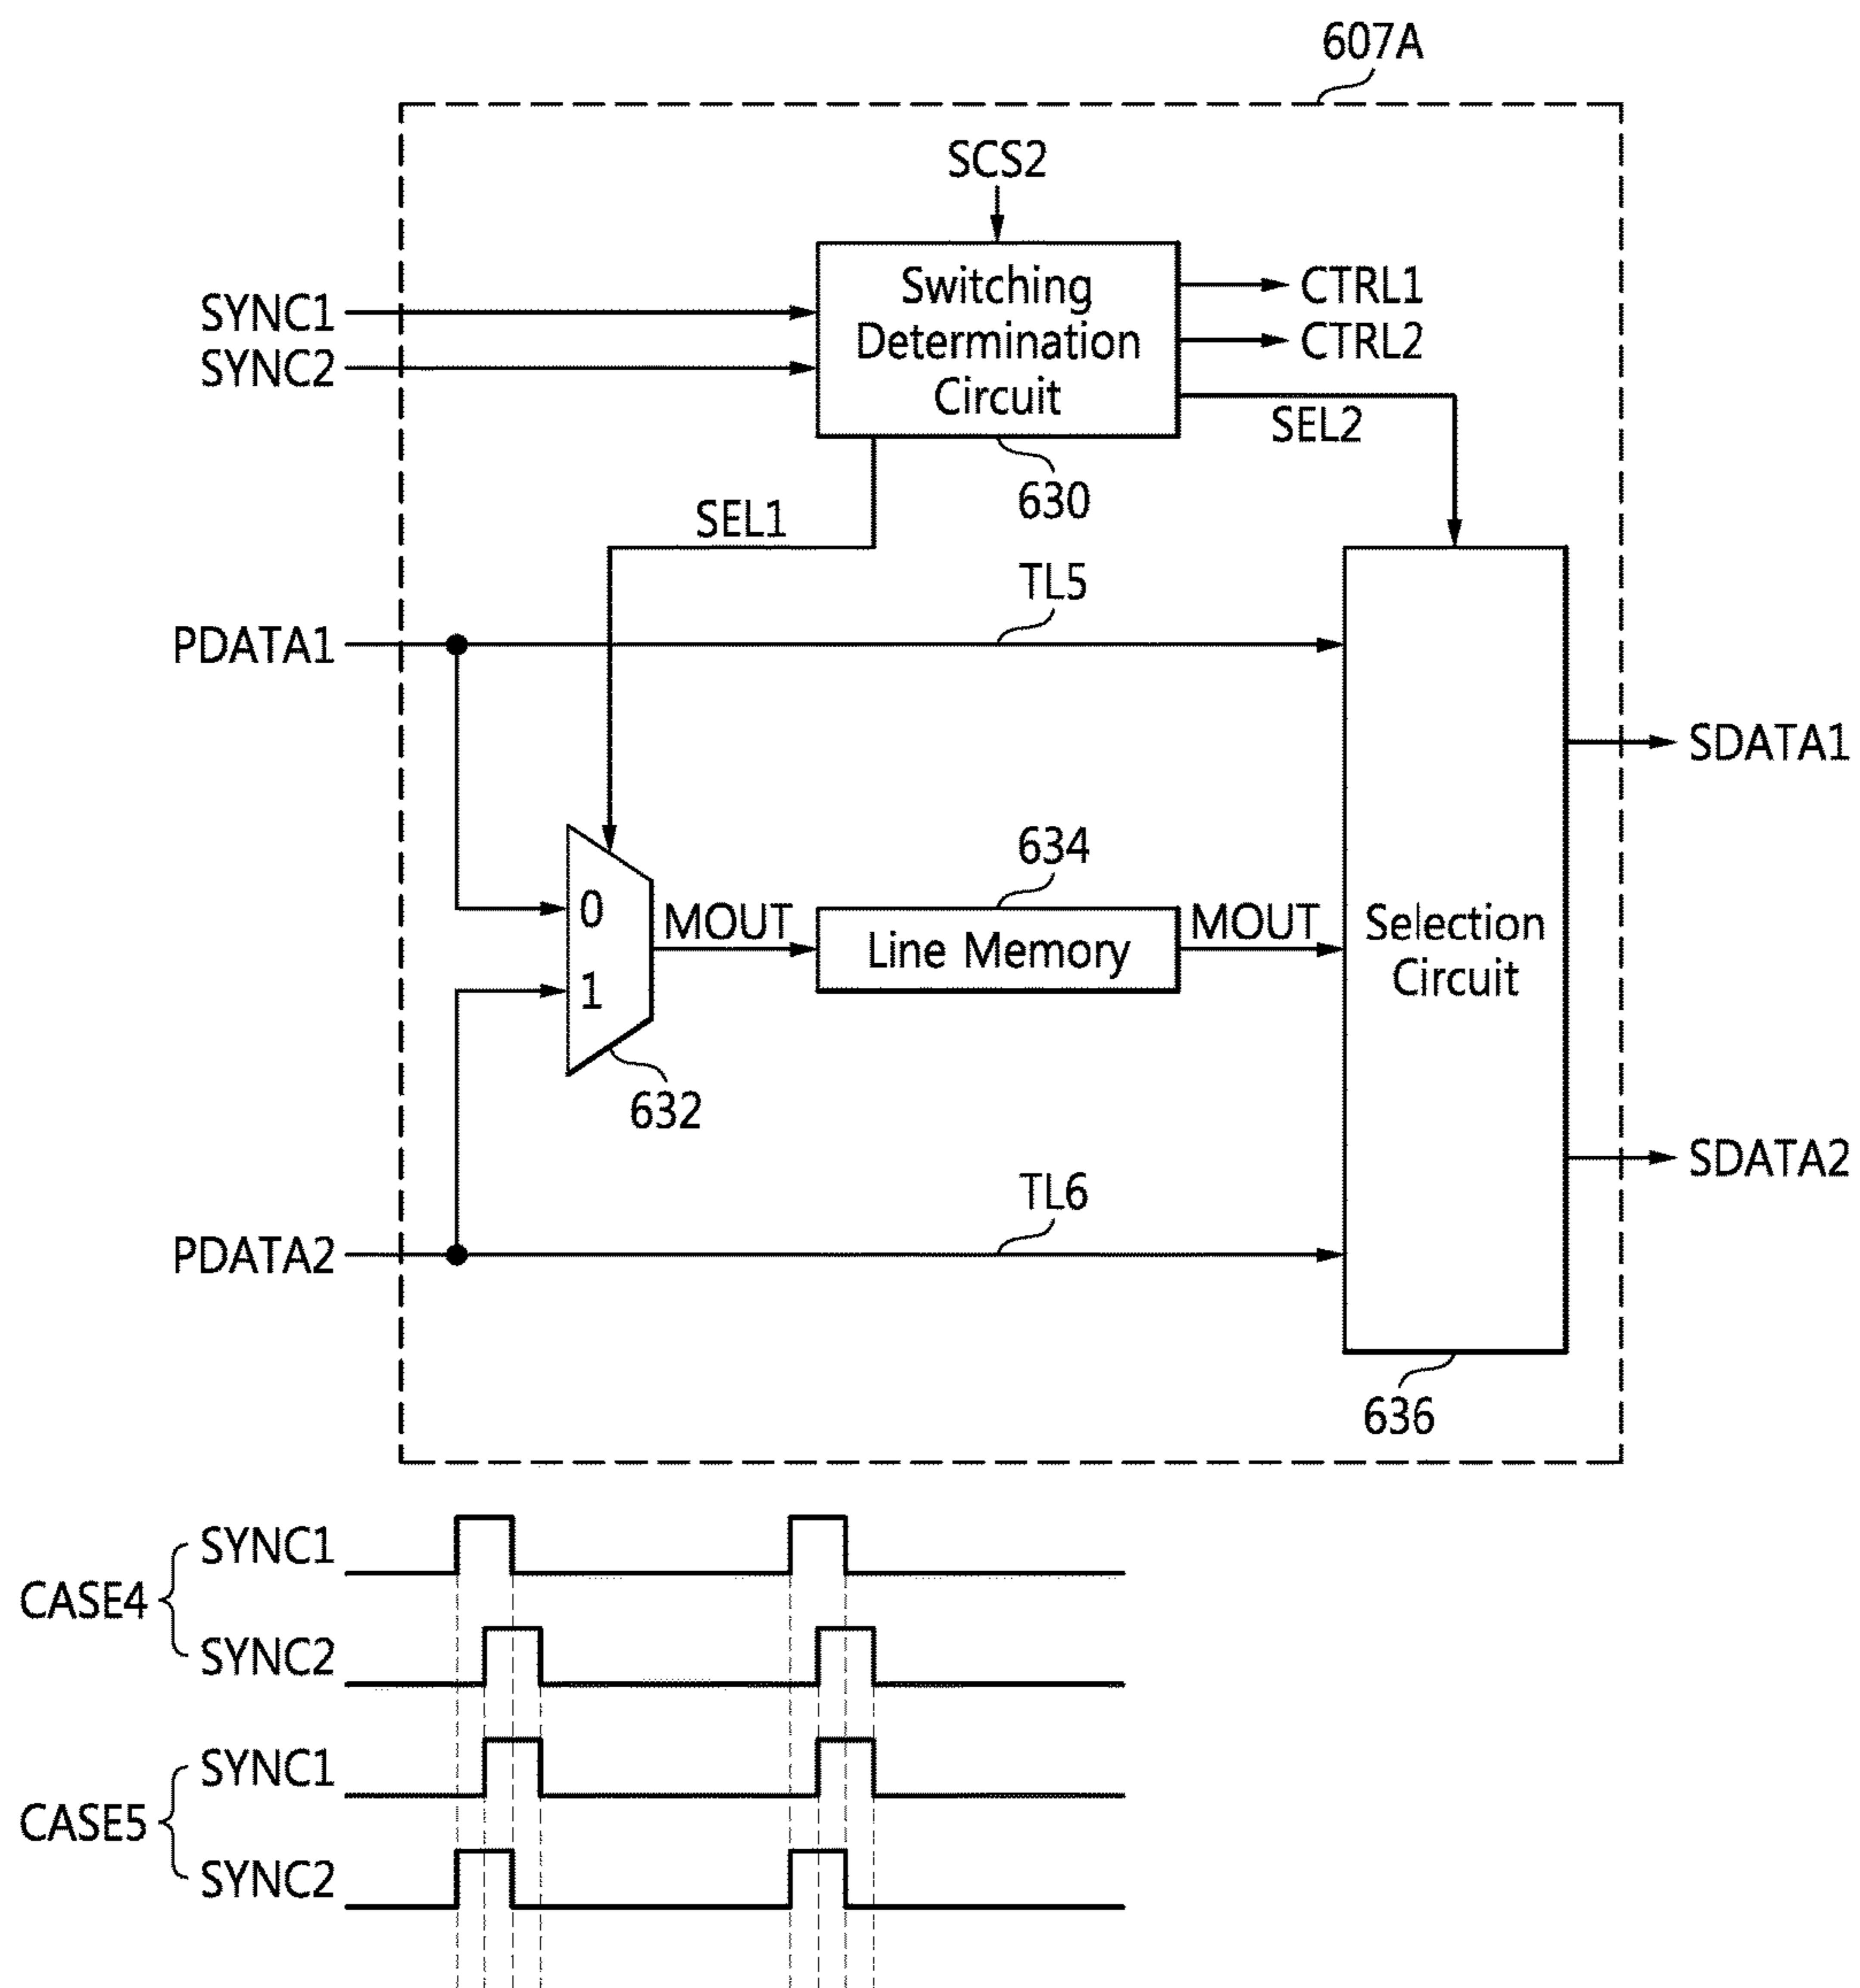 607A
SCS2
SYNC1
SYNC2
Switching
Determination
Circuit
CTRL1
CTRL2
SEL2
630
SEL1
TL5
PDATA1
SDATA1
634
0
MOUT
Line Memory
MOUT
Selection
Circuit
1
632
TL6
SDATA2
PDATA2
636
CASE4
SYNC1
SYNC2
CASE5
SYNC1
SYNC2